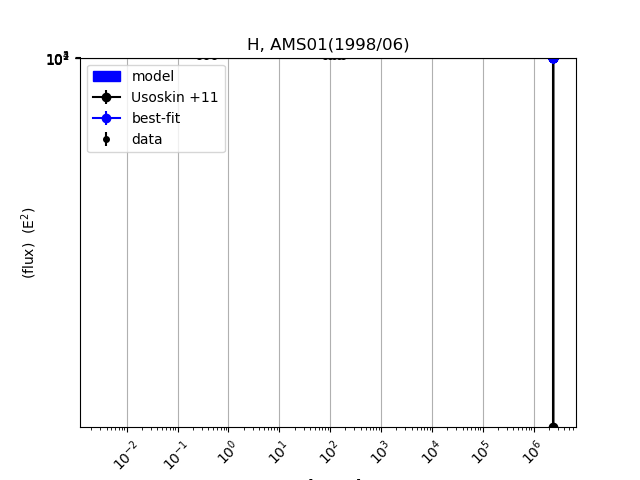 H, AMS01(1998/06)
model
Usoskin +11
best-fit
data
(flux) (E²)
10⁻² 10⁻¹ 10⁰ 10¹ 10² 10³ 10⁴ 10⁵ 10⁶